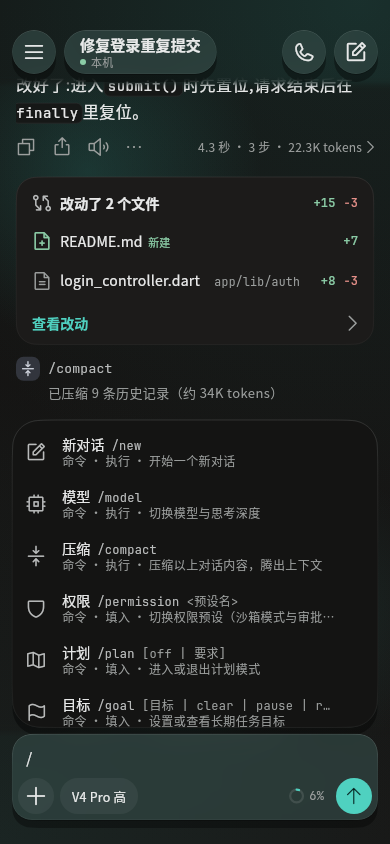 修复登录重复提交
本机
改好了:进入 submit() 时先置位,请求结束后在
finally 里复位。
4.3 秒 · 3 步 · 22.3K tokens
改动了 2 个文件 +15 -3
README.md 新建 +7
login_controller.dart app/lib/auth +8 -3
查看改动
/compact
已压缩 9 条历史记录（约 34K tokens）
新对话 /new
命令 · 执行 · 开始一个新对话
模型 /model
命令 · 执行 · 切换模型与思考深度
压缩 /compact
命令 · 执行 · 压缩以上对话内容，腾出上下文
权限 /permission <预设名>
命令 · 填入 · 切换权限预设（沙箱模式与审批…
计划 /plan [off | 要求]
命令 · 填入 · 进入或退出计划模式
目标 /goal [目标 | clear | pause | r…
命令 · 填入 · 设置或查看长期任务目标
/
V4 Pro 高 6%